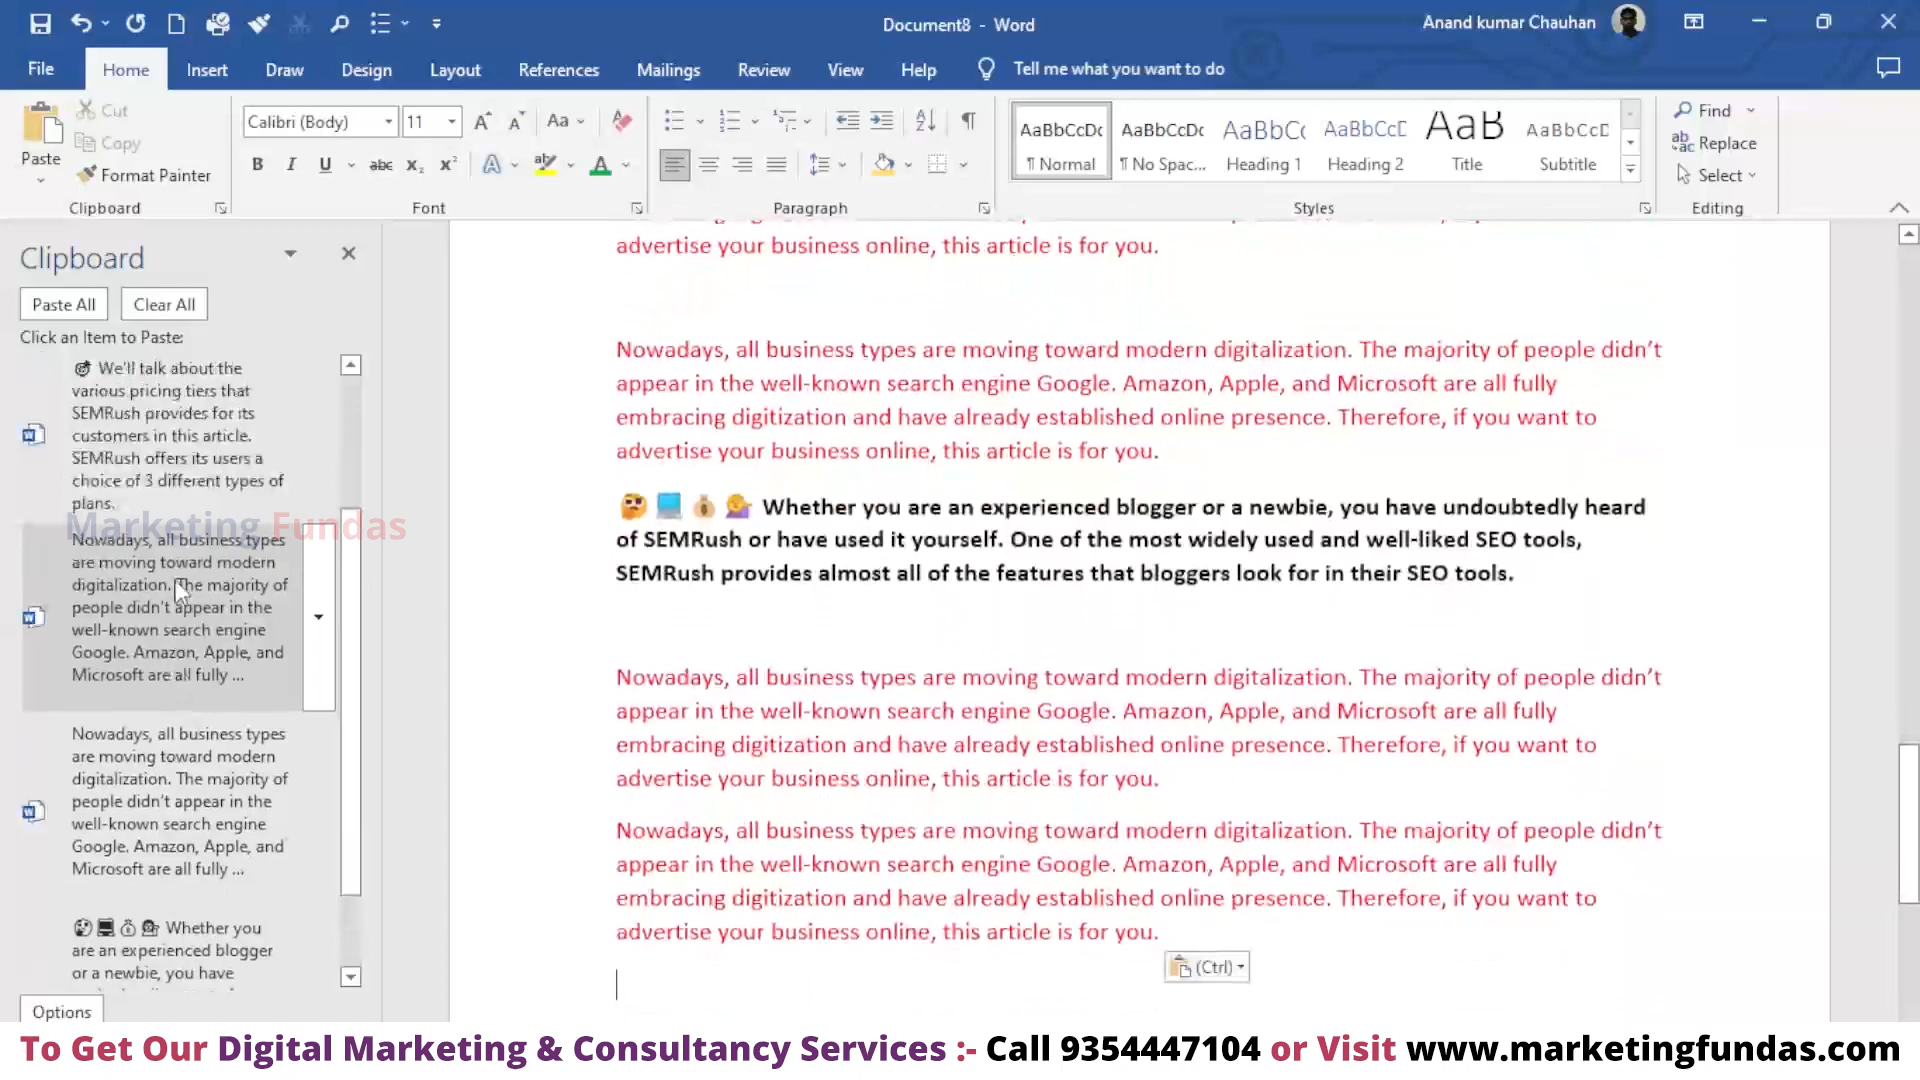 Document8 - Word
Anand kumar Chauhan
File Home Insert Draw Design Layout References Mailings Review View Help Tell me what you want to do
Paste
Cut
Copy
Format Painter
Clipboard
Calibri (Body) 11
Aa
B I U abc x₂ x² A ab A
Font
Paragraph
AaBbCcDc
¶ Normal
AaBbCcDc
¶ No Spac...
AaBbC(
Heading 1
AaBbCcE
Heading 2
AaB
Title
AaBbCcD
Subtitle
Styles
Find
Replace
Select
Editing
Clipboard
Paste All Clear All
Click an Item to Paste:
We'll talk about the
various pricing tiers that
SEMRush provides for its
customers in this article.
SEMRush offers its users a
choice of 3 different types of
plans.
Marketing Fundas
Nowadays, all business types
are moving toward modern
digitalization. The majority of
people didn't appear in the
well-known search engine
Google. Amazon, Apple, and
Microsoft are all fully ...
Nowadays, all business types
are moving toward modern
digitalization. The majority of
people didn't appear in the
well-known search engine
Google. Amazon, Apple, and
Microsoft are all fully ...
Whether you
are an experienced blogger
or a newbie, you have
Options
advertise your business online, this article is for you.
Nowadays, all business types are moving toward modern digitalization. The majority of people didn’t
appear in the well-known search engine Google. Amazon, Apple, and Microsoft are all fully
embracing digitization and have already established online presence. Therefore, if you want to
advertise your business online, this article is for you.
Whether you are an experienced blogger or a newbie, you have undoubtedly heard
of SEMRush or have used it yourself. One of the most widely used and well-liked SEO tools,
SEMRush provides almost all of the features that bloggers look for in their SEO tools.
Nowadays, all business types are moving toward modern digitalization. The majority of people didn’t
appear in the well-known search engine Google. Amazon, Apple, and Microsoft are all fully
embracing digitization and have already established online presence. Therefore, if you want to
advertise your business online, this article is for you.
Nowadays, all business types are moving toward modern digitalization. The majority of people didn’t
appear in the well-known search engine Google. Amazon, Apple, and Microsoft are all fully
embracing digitization and have already established online presence. Therefore, if you want to
advertise your business online, this article is for you.
(Ctrl)
To Get Our Digital Marketing & Consultancy Services :- Call 9354447104 or Visit www.marketingfundas.com